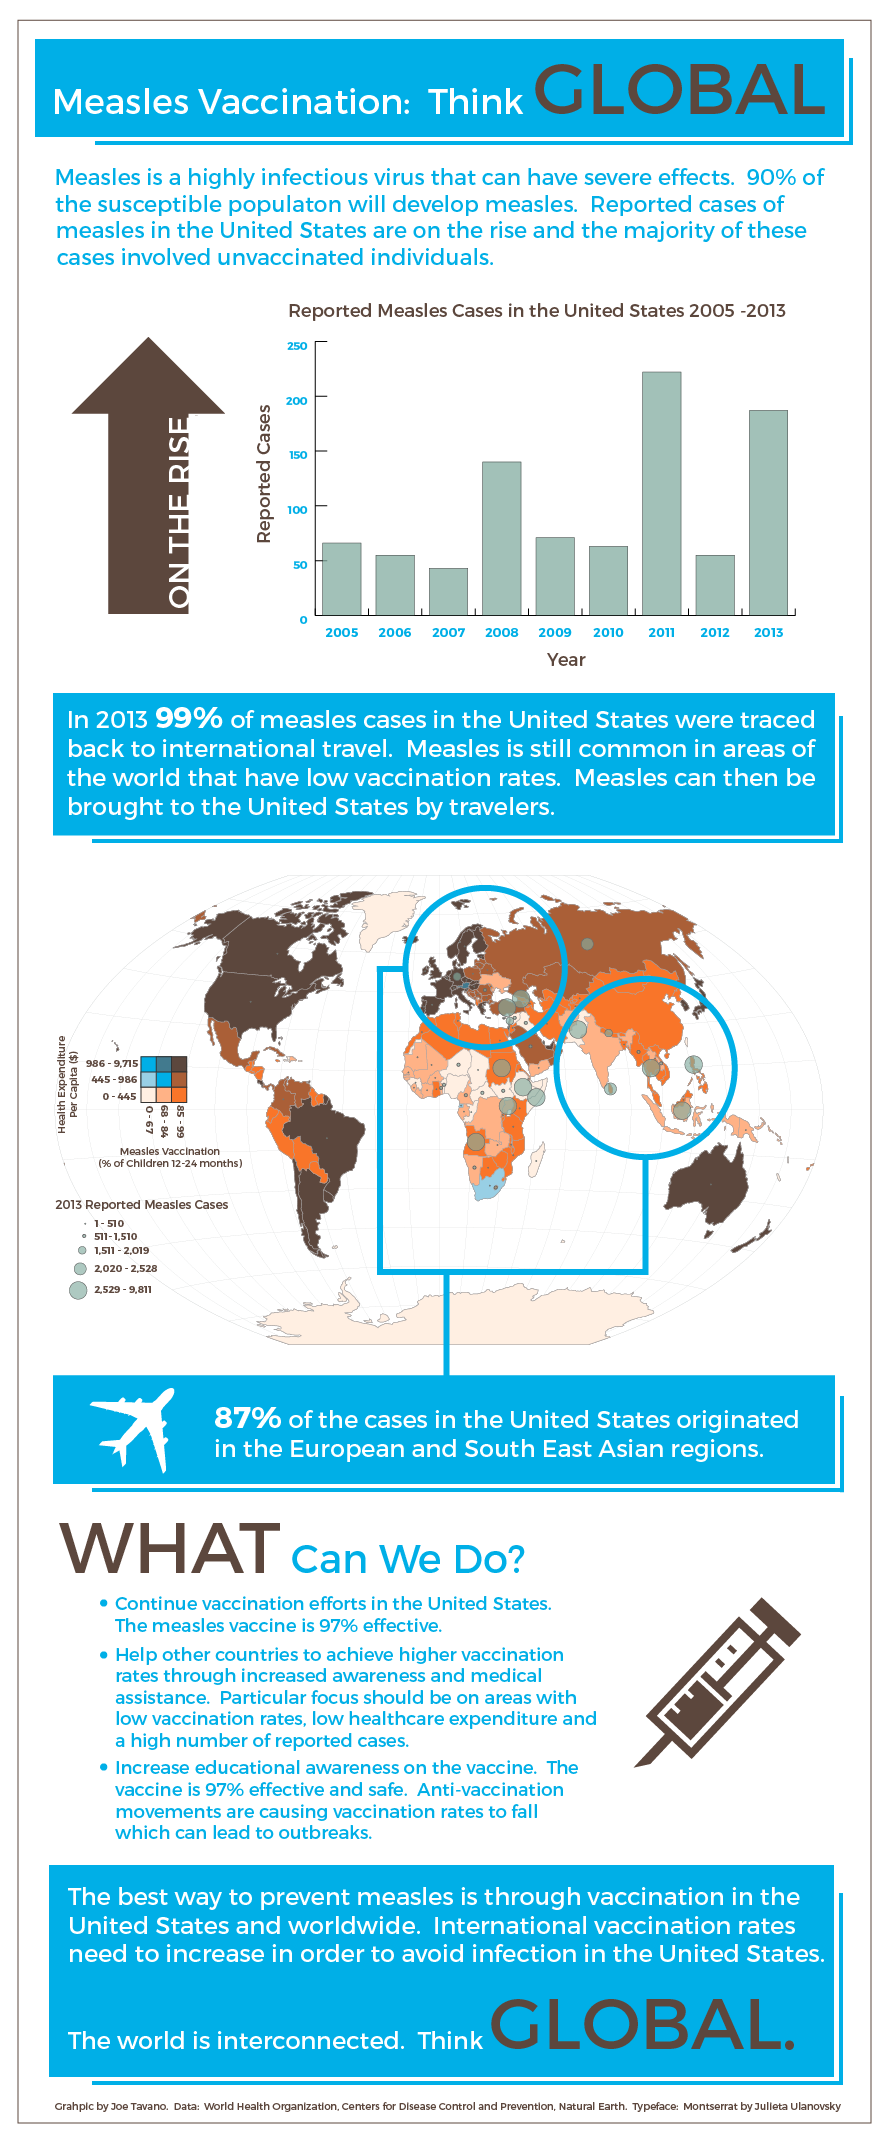 Measles Vaccination: Think GLOBAL
Measles is a highly infectious virus that can have severe effects. 90% of
the susceptible populaton will develop measles. Reported cases of
measles in the United States are on the rise and the majority of these
cases involved unvaccinated individuals.
Reported Measles Cases in the United States 2005 -2013
ON THE RISE
Reported Cases
250
200
150
100
50
0
2005 2006 2007 2008 2009 2010 2011 2012 2013
Year
In 2013 99% of measles cases in the United States were traced
back to international travel. Measles is still common in areas of
the world that have low vaccination rates. Measles can then be
brought to the United States by travelers.
Health Expenditure
Per Capita ($)
986 - 9,715
445 - 986
0 - 445
0 - 67
68 - 84
85 - 99
Measles Vaccination
(% of Children 12-24 months)
2013 Reported Measles Cases
1 - 510
511-1,510
1,511 - 2,019
2,020 - 2,528
2,529 - 9,811
87% of the cases in the United States originated
in the European and South East Asian regions.
WHAT Can We Do?
• Continue vaccination efforts in the United States.
The measles vaccine is 97% effective.
• Help other countries to achieve higher vaccination
rates through increased awareness and medical
assistance. Particular focus should be on areas with
low vaccination rates, low healthcare expenditure and
a high number of reported cases.
• Increase educational awareness on the vaccine. The
vaccine is 97% effective and safe. Anti-vaccination
movements are causing vaccination rates to fall
which can lead to outbreaks.
The best way to prevent measles is through vaccination in the
United States and worldwide. International vaccination rates
need to increase in order to avoid infection in the United States.
The world is interconnected. Think GLOBAL.
Grahpic by Joe Tavano. Data: World Health Organization, Centers for Disease Control and Prevention, Natural Earth. Typeface: Montserrat by Julieta Ulanovsky